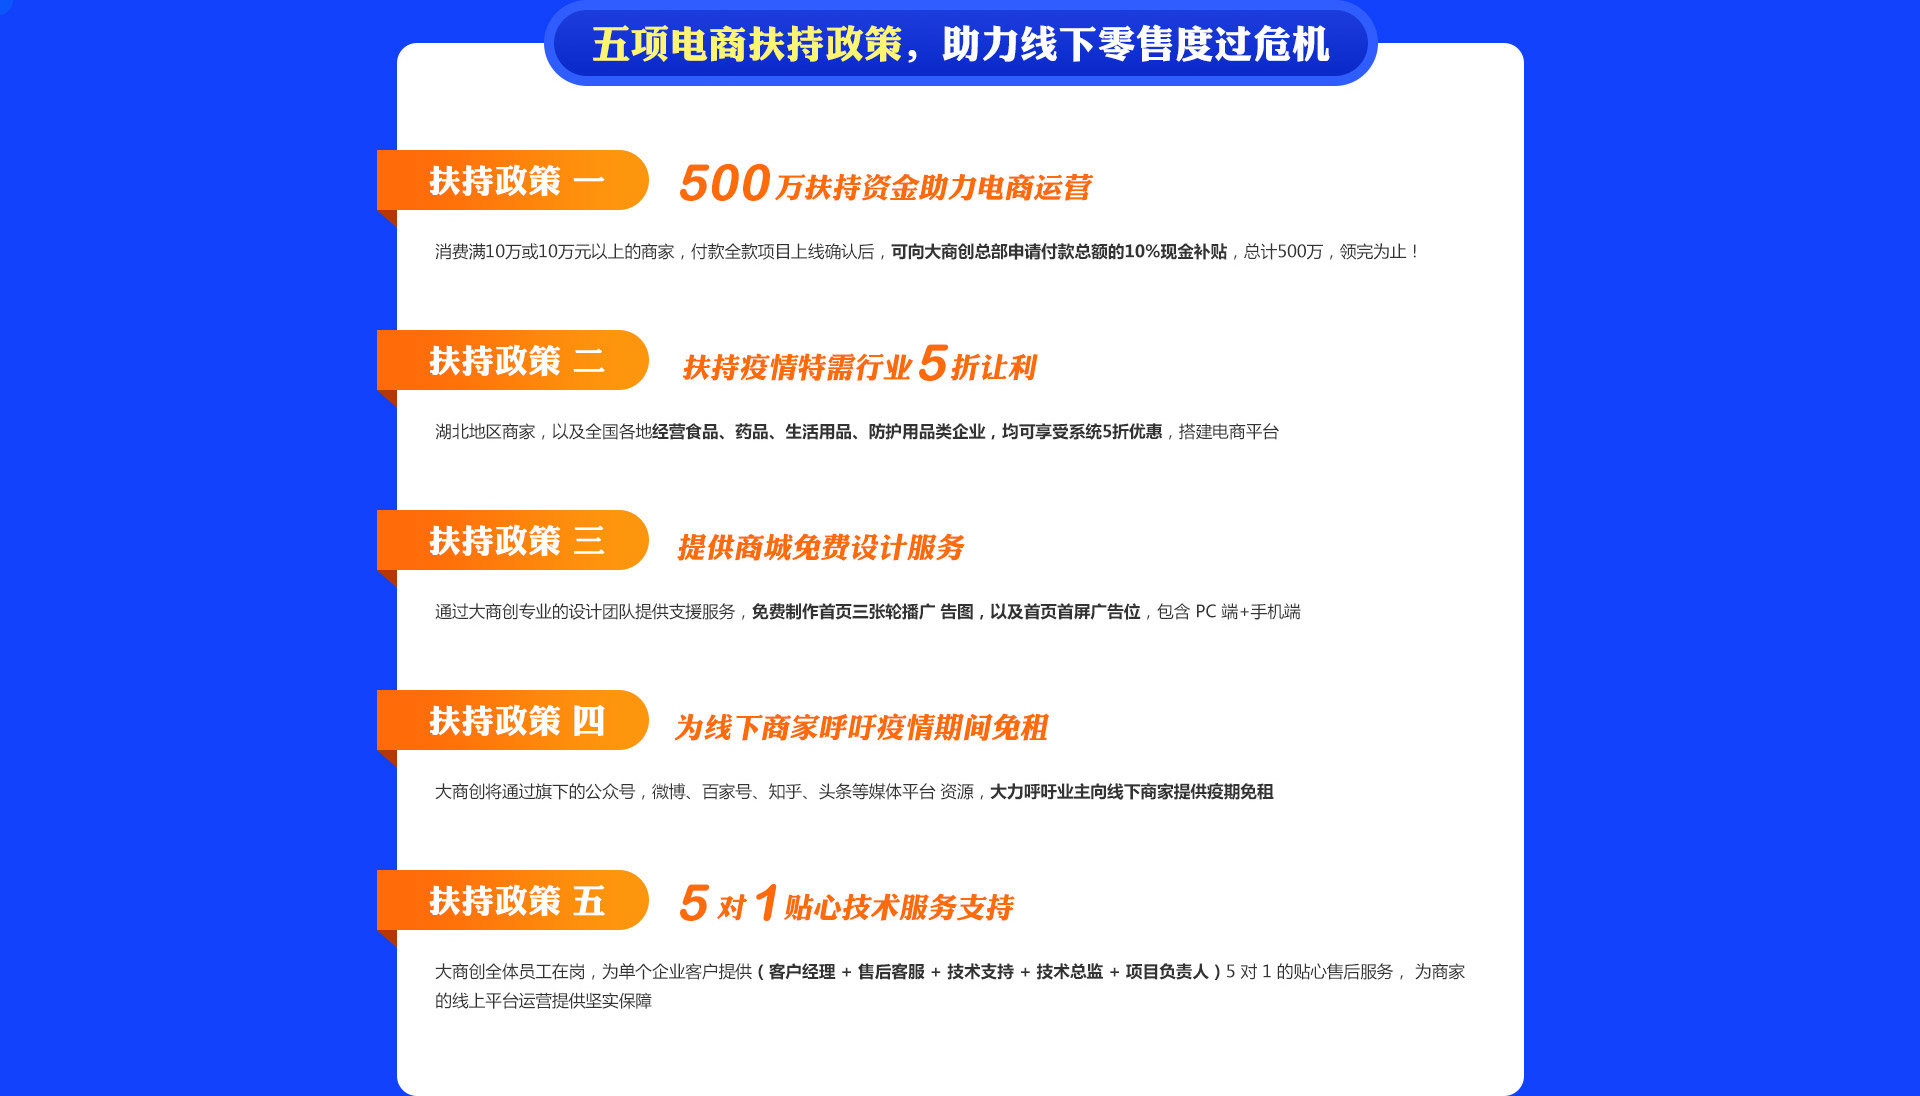 五项电商扶持政策，助力线下零售度过危机
扶持政策 一
500万扶持资金助力电商运营
消费满10万或10万元以上的商家，付款全款项目上线确认后，可向大商创总部申请付款总额的10%现金补贴，总计500万，领完为止！
扶持政策 二
扶持疫情特需行业5折让利
湖北地区商家，以及全国各地经营食品、药品、生活用品、防护用品类企业，均可享受系统5折优惠，搭建电商平台
扶持政策 三
提供商城免费设计服务
通过大商创专业的设计团队提供支援服务，免费制作首页三张轮播广 告图，以及首页首屏广告位，包含 PC 端+手机端
扶持政策 四
为线下商家呼吁疫情期间免租
大商创将通过旗下的公众号，微博、百家号、知乎、头条等媒体平台 资源，大力呼吁业主向线下商家提供疫期免租
扶持政策 五
5 对 1 贴心技术服务支持
大商创全体员工在岗，为单个企业客户提供（客户经理 + 售后客服 + 技术支持 + 技术总监 + 项目负责人）5 对 1 的贴心售后服务， 为商家
的线上平台运营提供坚实保障